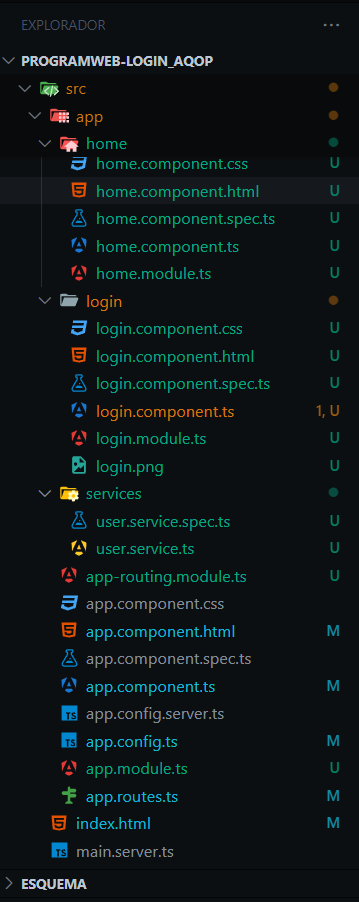 EXPLORADOR ...
PROGRAMWEB-LOGIN_AQOP
src
app
home
home.component.css U
home.component.html U
home.component.spec.ts U
home.component.ts U
home.module.ts U
login
login.component.css U
login.component.html U
login.component.spec.ts U
login.component.ts 1, U
login.module.ts U
login.png U
services
user.service.spec.ts U
user.service.ts U
app-routing.module.ts U
app.component.css
app.component.html M
app.component.spec.ts
TS app.component.ts M
TS app.config.server.ts
TS app.config.ts M
app.module.ts U
app.routes.ts M
index.html M
TS main.server.ts
ESQUEMA